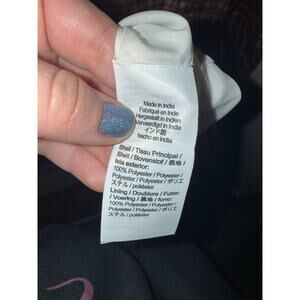 Made in India
Fabriqué en Inde
Hergestellt in Indien
Vervaardigd in India
インド製
hecho en India
Shell / Tissu Principal /
Shell / Bovenstof / 表地 /
tela exterior:
100% Polyester / Polyester /
Polyester / Polyester / ポリエ
ステル / poliéster
Lining / Doublure / Futter
/ Voering / 裏地 / forro:
100% Polyester / Polyester /
Polyester / Polyester / ポリエ
ステル / poliéster